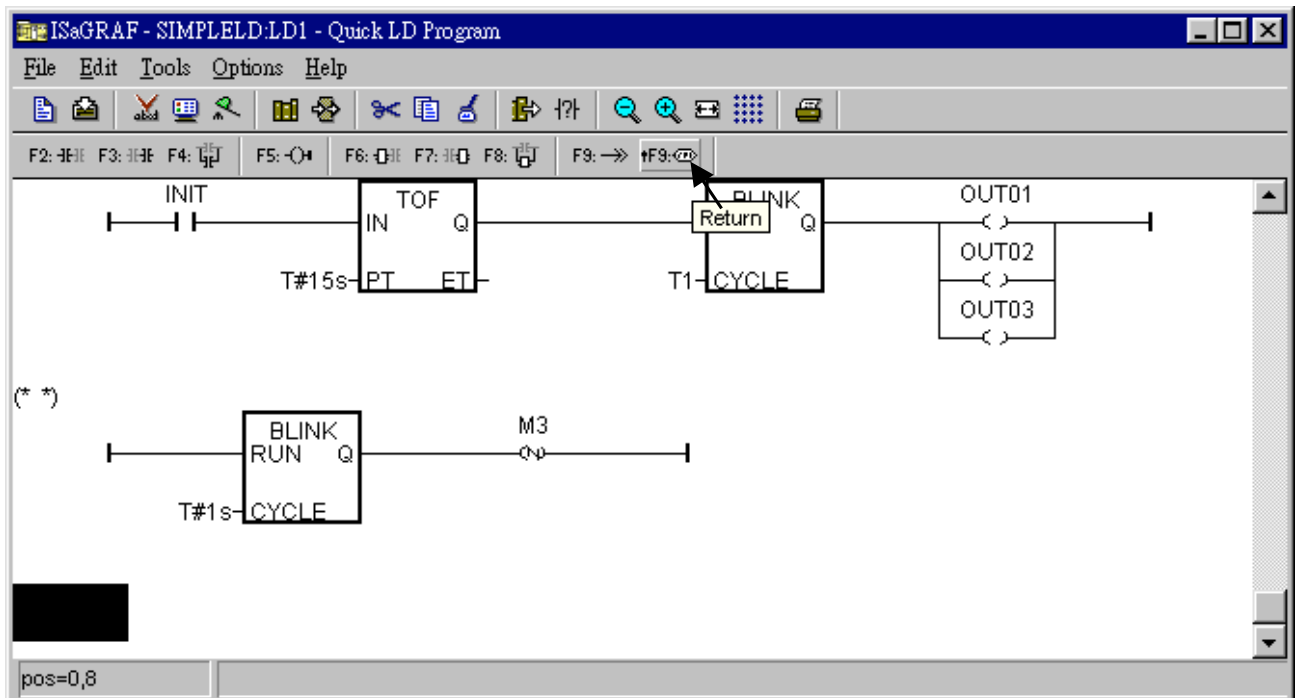 ISaGRAF - SIMPLELD:LD1 - Quick LD Program
File Edit Tools Options Help
F2: F3: F4: F5: F6: F7: F8: F9: F9:
INIT TOF BLINK OUT01
IN Q Return Q
OUT02
T#15s PT ET T1 CYCLE
OUT03
(* *)
BLINK M3
RUN Q
T#1s CYCLE
pos=0,8